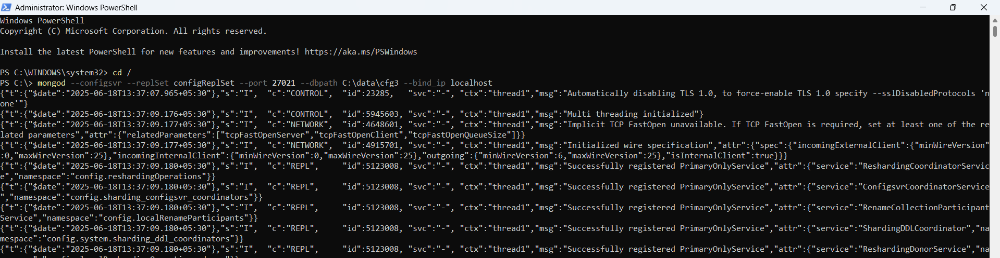 Administrator: Windows PowerShell
Windows PowerShell
Copyright (C) Microsoft Corporation. All rights reserved.
Install the latest PowerShell for new features and improvements! https://aka.ms/PSWindows
PS C:\WINDOWS\system32> cd /
PS C:\> mongod --configsvr --replSet configReplSet --port 27021 --dbpath C:\data\cfg3 --bind_ip localhost
{"t":{"$date":"2025-06-18T13:37:07.965+05:30"},"s":"I",  "c":"CONTROL",  "id":23285,   "svc":"-", "ctx":"thread1","msg":"Automatically disabling TLS 1.0, to force-enable TLS 1.0 specify --sslDisabledProtocols 'n
one'"}
{"t":{"$date":"2025-06-18T13:37:09.176+05:30"},"s":"I",  "c":"CONTROL",  "id":5945603, "svc":"-", "ctx":"thread1","msg":"Multi threading initialized"}
{"t":{"$date":"2025-06-18T13:37:09.177+05:30"},"s":"I",  "c":"NETWORK",  "id":4648601, "svc":"-", "ctx":"thread1","msg":"Implicit TCP FastOpen unavailable. If TCP FastOpen is required, set at least one of the re
lated parameters","attr":{"relatedParameters":["tcpFastOpenServer","tcpFastOpenClient","tcpFastOpenQueueSize"]}}
{"t":{"$date":"2025-06-18T13:37:09.177+05:30"},"s":"I",  "c":"NETWORK",  "id":4915701, "svc":"-", "ctx":"thread1","msg":"Initialized wire specification","attr":{"spec":{"incomingExternalClient":{"minWireVersion"
:0,"maxWireVersion":25},"incomingInternalClient":{"minWireVersion":0,"maxWireVersion":25},"outgoing":{"minWireVersion":6,"maxWireVersion":25},"isInternalClient":true}}}
{"t":{"$date":"2025-06-18T13:37:09.180+05:30"},"s":"I",  "c":"REPL",     "id":5123008, "svc":"-", "ctx":"thread1","msg":"Successfully registered PrimaryOnlyService","attr":{"service":"ReshardingCoordinatorServic
e","namespace":"config.reshardingOperations"}}
{"t":{"$date":"2025-06-18T13:37:09.180+05:30"},"s":"I",  "c":"REPL",     "id":5123008, "svc":"-", "ctx":"thread1","msg":"Successfully registered PrimaryOnlyService","attr":{"service":"ConfigsvrCoordinatorService
","namespace":"config.sharding_configsvr_coordinators"}}
{"t":{"$date":"2025-06-18T13:37:09.180+05:30"},"s":"I",  "c":"REPL",     "id":5123008, "svc":"-", "ctx":"thread1","msg":"Successfully registered PrimaryOnlyService","attr":{"service":"RenameCollectionParticipant
Service","namespace":"config.localRenameParticipants"}}
{"t":{"$date":"2025-06-18T13:37:09.180+05:30"},"s":"I",  "c":"REPL",     "id":5123008, "svc":"-", "ctx":"thread1","msg":"Successfully registered PrimaryOnlyService","attr":{"service":"ShardingDDLCoordinator","na
mespace":"config.system.sharding_ddl_coordinators"}}
{"t":{"$date":"2025-06-18T13:37:09.180+05:30"},"s":"I",  "c":"REPL",     "id":5123008, "svc":"-", "ctx":"thread1","msg":"Successfully registered PrimaryOnlyService","attr":{"service":"ReshardingDonorService","na